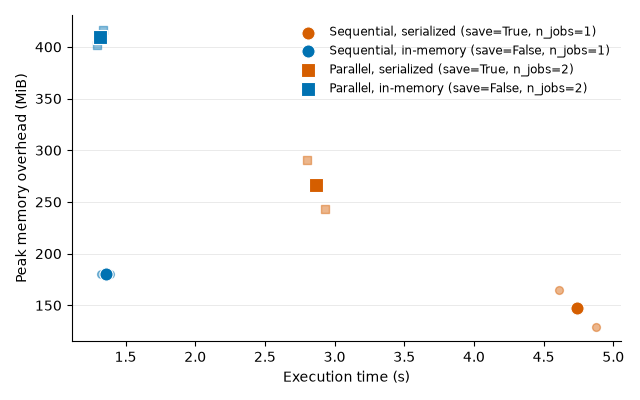 Sequential, serialized (save=True, n_jobs=1)
Sequential, in-memory (save=False, n_jobs=1)
Parallel, serialized (save=True, n_jobs=2)
Parallel, in-memory (save=False, n_jobs=2)
Peak memory overhead (MiB)
400
350
300
250
200
150
1.5 2.0 2.5 3.0 3.5 4.0 4.5 5.0
Execution time (s)